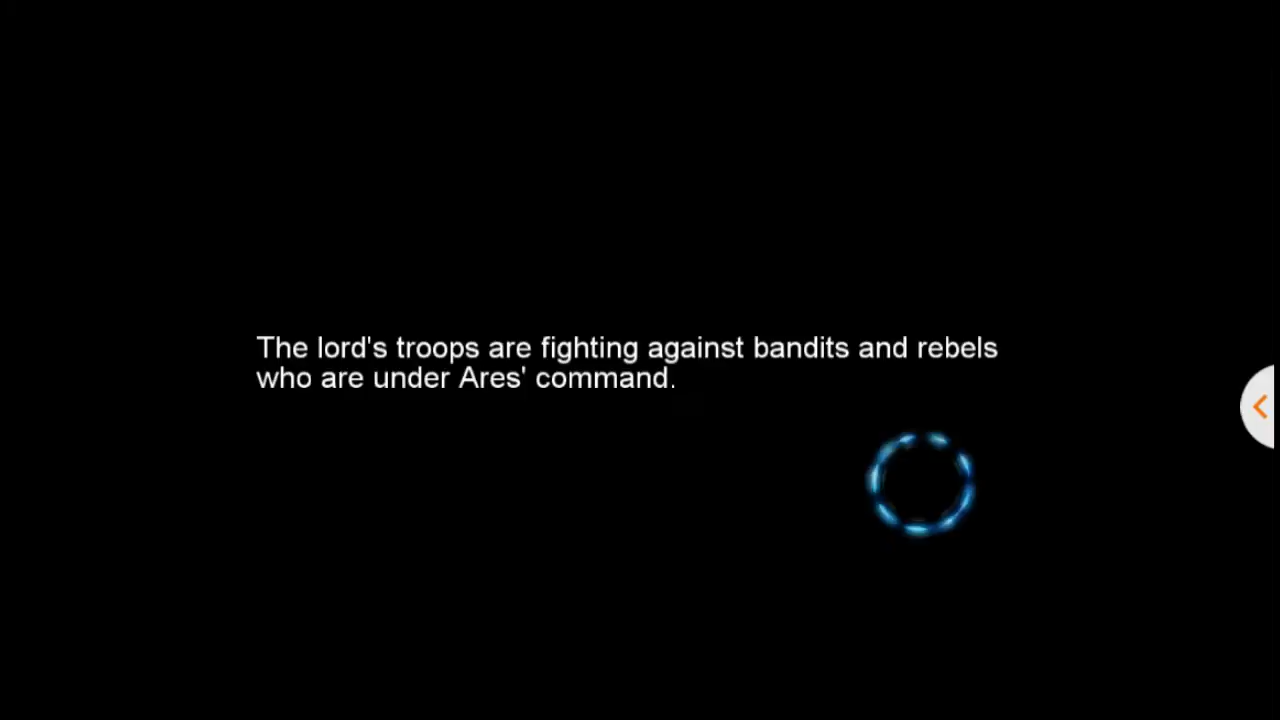 The lord's troops are fighting against bandits and rebels
who are under Ares' command.